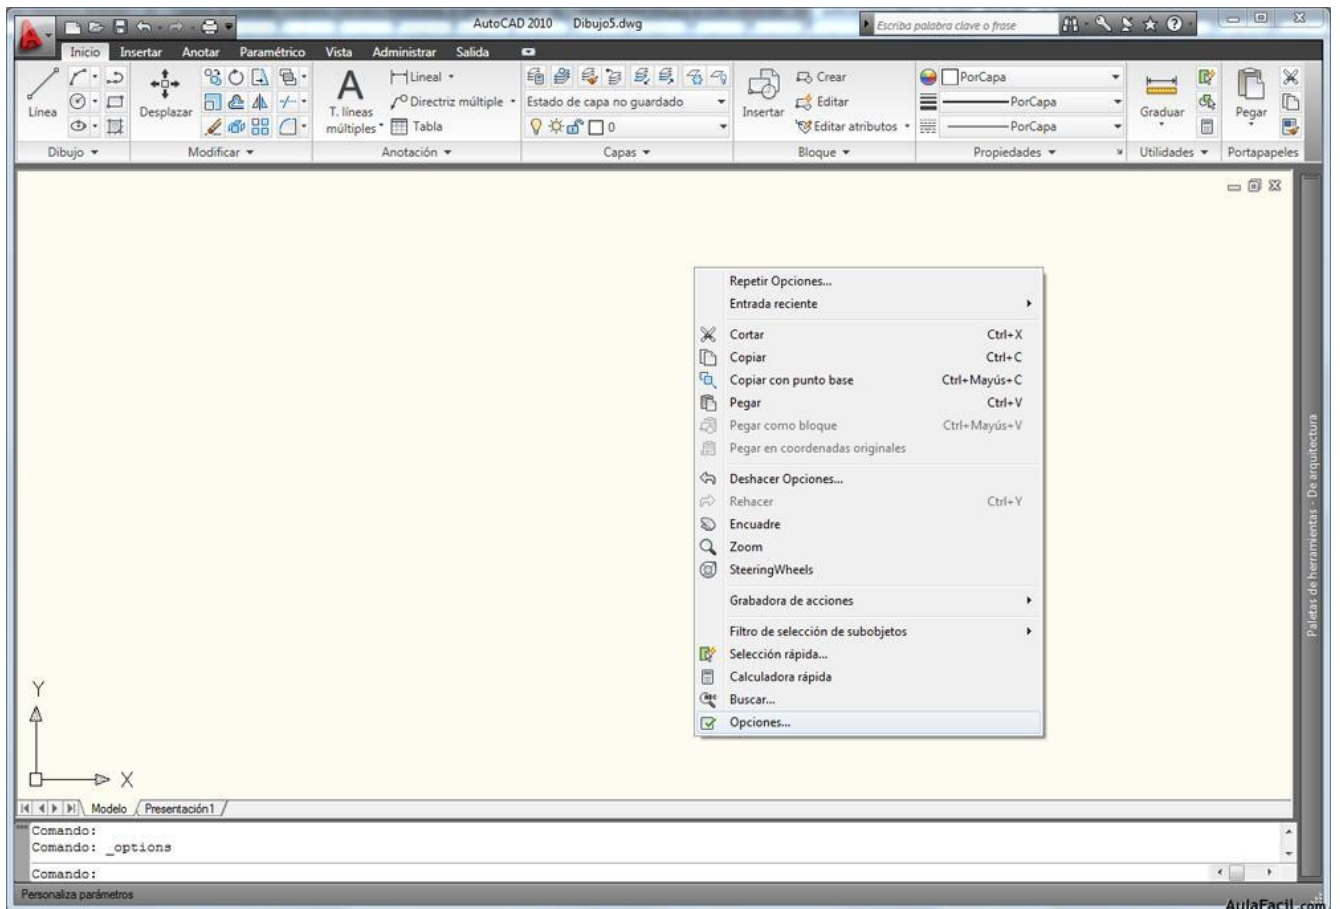 AutoCAD 2010 Dibujo5.dwg
Escriba palabra clave o frase
Inicio Insertar Anotar Paramétrico Vista Administrar Salida
Línea
Desplazar
A
T. líneas
múltiples
Lineal
Directriz múltiple
Tabla
Estado de capa no guardado
0
Insertar
Crear
Editar
Editar atributos
PorCapa
PorCapa
PorCapa
Graduar
Pegar
Dibujo Modificar Anotación Capas Bloque Propiedades Utilidades Portapapeles
Repetir Opciones...
Entrada reciente
Cortar Ctrl+X
Copiar Ctrl+C
Copiar con punto base Ctrl+Mayús+C
Pegar Ctrl+V
Pegar como bloque Ctrl+Mayús+V
Pegar en coordenadas originales
Deshacer Opciones...
Rehacer Ctrl+Y
Encuadre
Zoom
SteeringWheels
Grabadora de acciones
Filtro de selección de subobjetos
Selección rápida...
Calculadora rápida
Buscar...
Opciones...
Paletas de herramientas - De arquitectura
Y
X
Modelo Presentación1
Comando:
Comando: _options
Comando:
Personaliza parámetros
AulaFacil.com